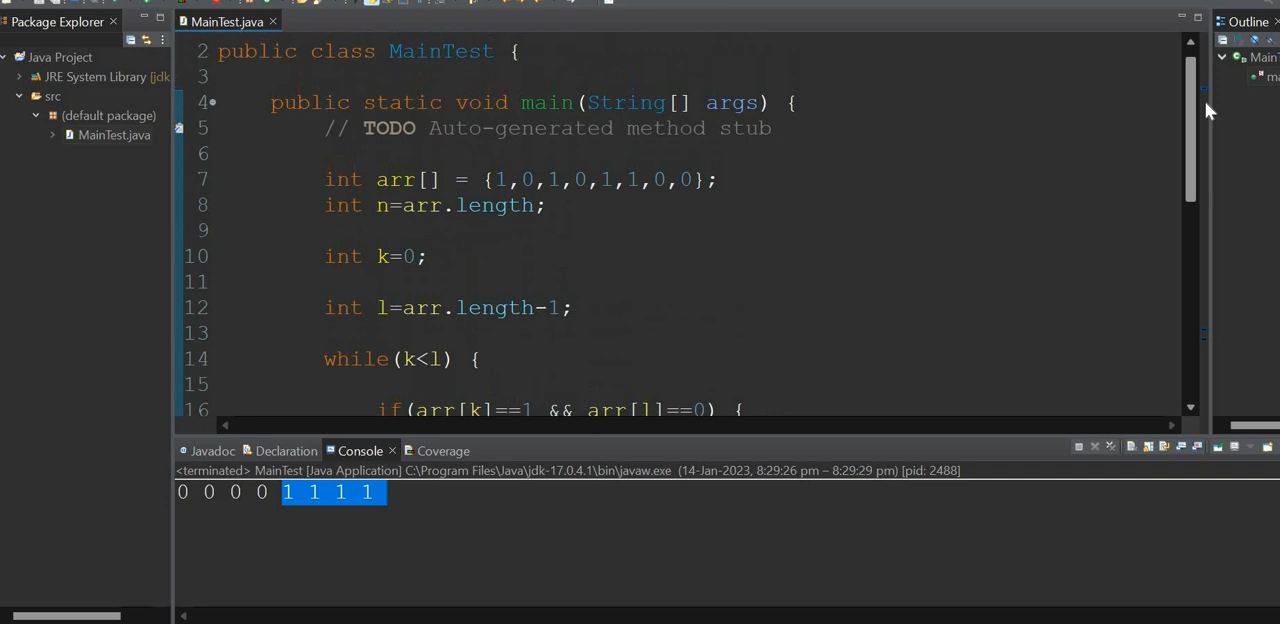 Package Explorer
MainTest.java
Outline
Java Project
JRE System Library [jdk
src
(default package)
MainTest.java
2 public class MainTest {
3
4 public static void main(String[] args) {
5 // TODO Auto-generated method stub
6
7 int arr[] = {1,0,1,0,1,1,0,0};
8 int n=arr.length;
9
10 int k=0;
11
12 int l=arr.length-1;
13
14 while(k<l) {
15
16 if(arr[k]==1 && arr[l]==0) {
Main
ma
Javadoc Declaration Console Coverage
<terminated> MainTest [Java Application] C:\Program Files\Java\jdk-17.0.4.1\bin\javaw.exe (14-Jan-2023, 8:29:26 pm – 8:29:29 pm) [pid: 2488]
0 0 0 0 1 1 1 1